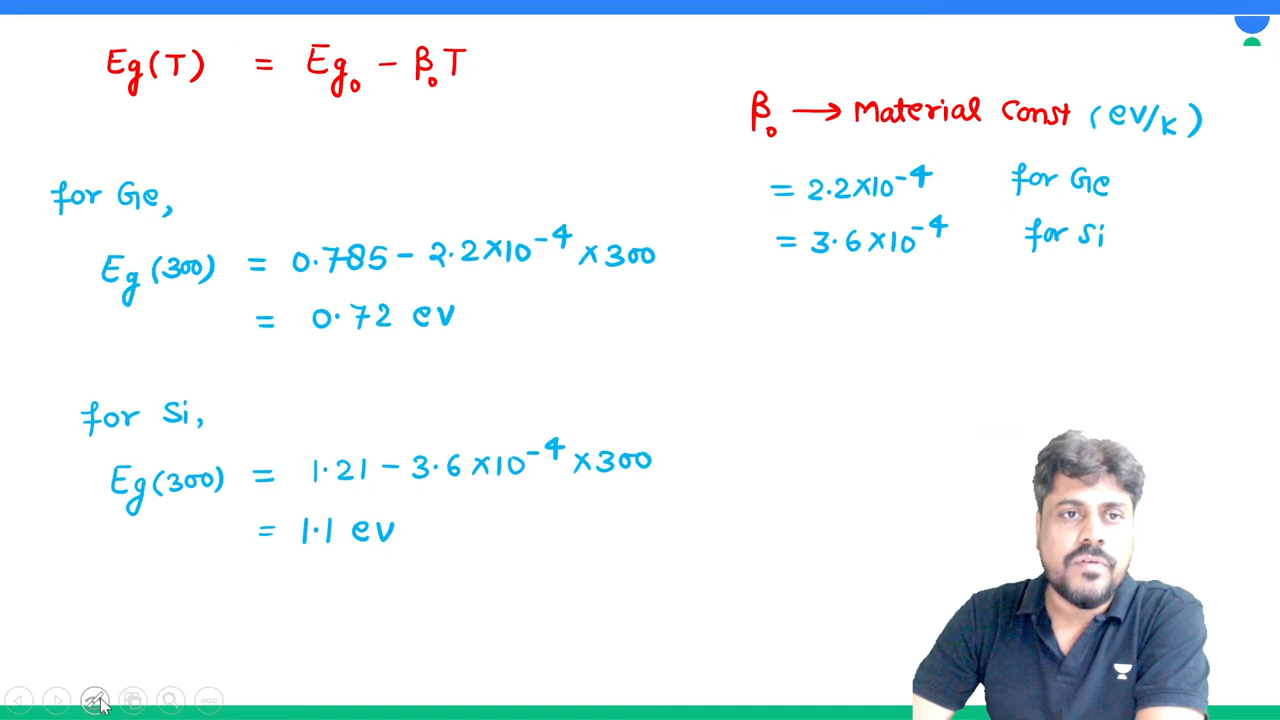 Eg(T) = Eg₀ - β₀T
β₀ → Material Const (ev/k)
= 2.2×10⁻⁴ for Ge
= 3.6×10⁻⁴ for Si
for Ge,
Eg(300) = 0.785 - 2.2×10⁻⁴ × 300
= 0.72 ev
for Si,
Eg(300) = 1.21 - 3.6×10⁻⁴ × 300
= 1.1 ev